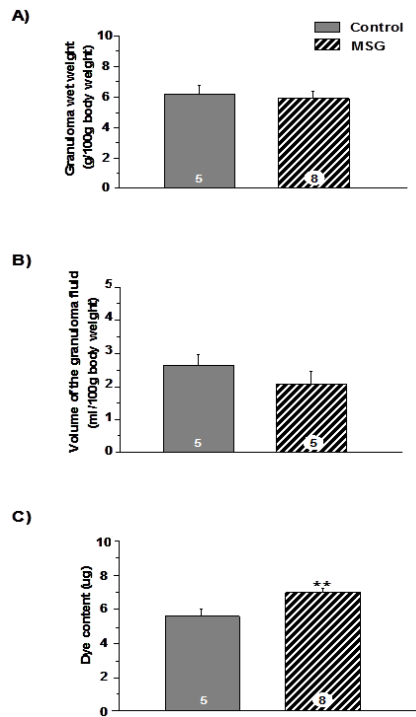 A)
Control
MSG
Granuloma wet weight
(g/100g body weight)
10
8
6
4
2
0
5
8
B)
Volume of the granuloma fluid
(ml /100g body weight)
5
4
3
2
1
0
5
5
C)
Dye content (ug)
10
8
6
4
2
0
**
5
8